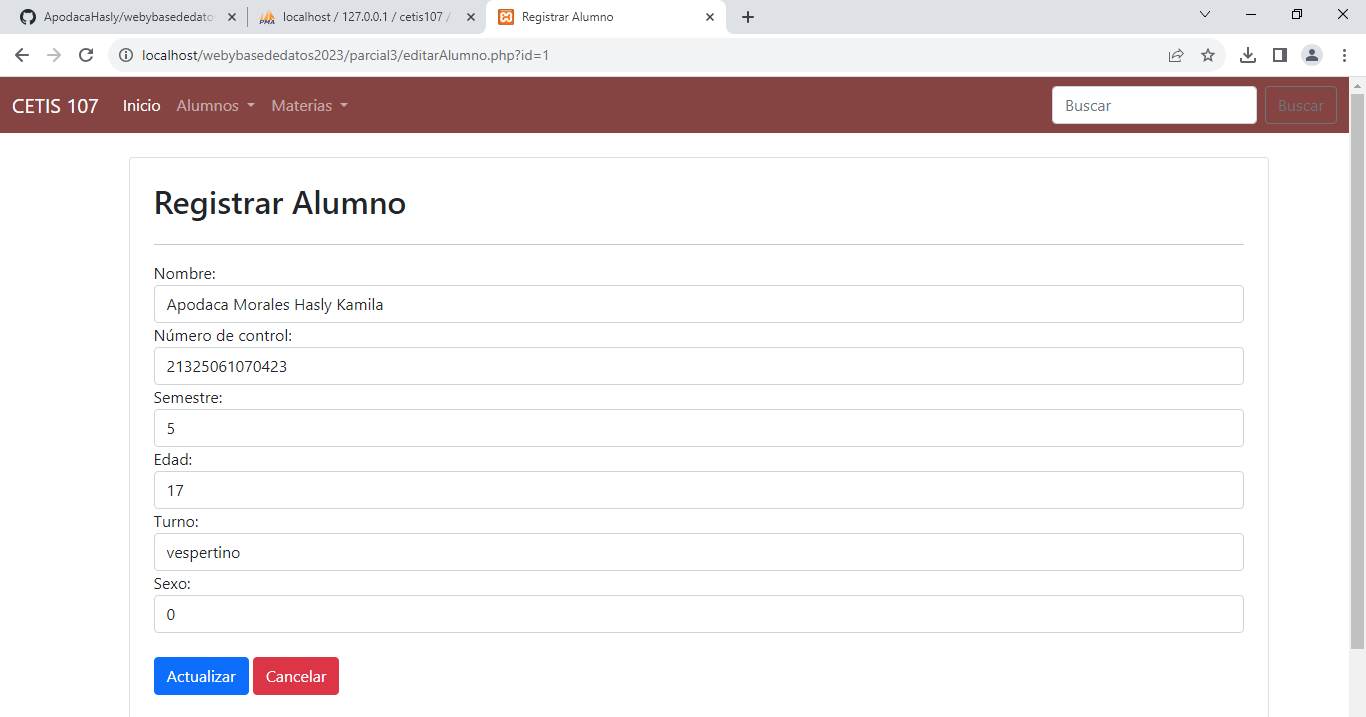 ApodacaHasly/webybasededato
PMA
localhost / 127.0.0.1 / cetis107 /
Registrar Alumno
localhost/webybasededatos2023/parcial3/editarAlumno.php?id=1
CETIS 107 Inicio Alumnos Materias Buscar Buscar
Registrar Alumno
Nombre:
Apodaca Morales Hasly Kamila
Número de control:
21325061070423
Semestre:
5
Edad:
17
Turno:
vespertino
Sexo:
0
Actualizar Cancelar